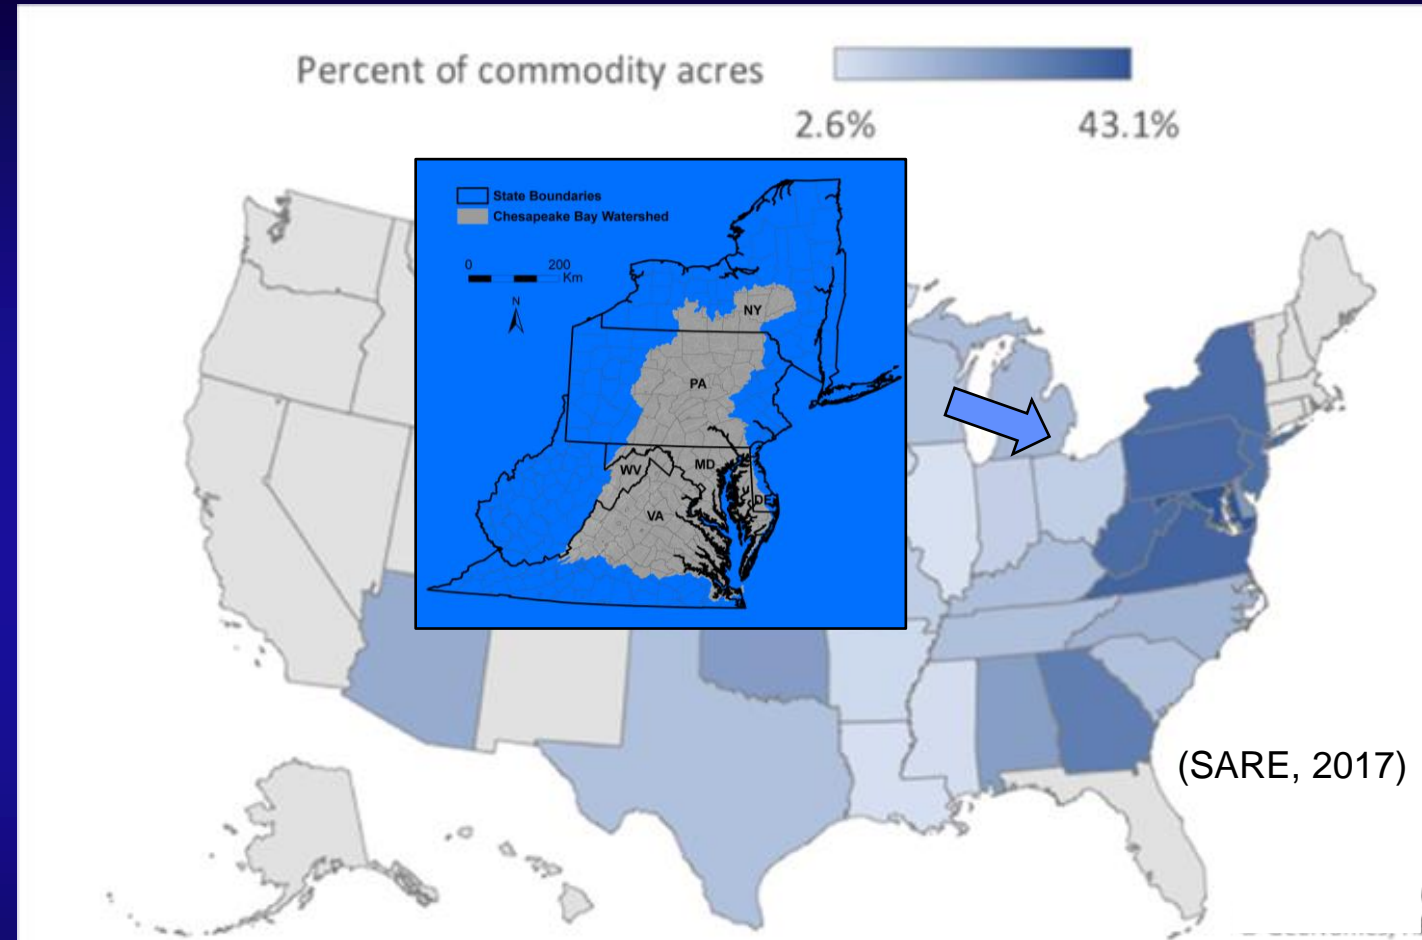 Percent of commodity acres
2.6% 43.1%
State Boundaries
Chesapeake Bay Watershed
0 200
Km
N
NY
PA
WV MD
DE
VA
(SARE, 2017)